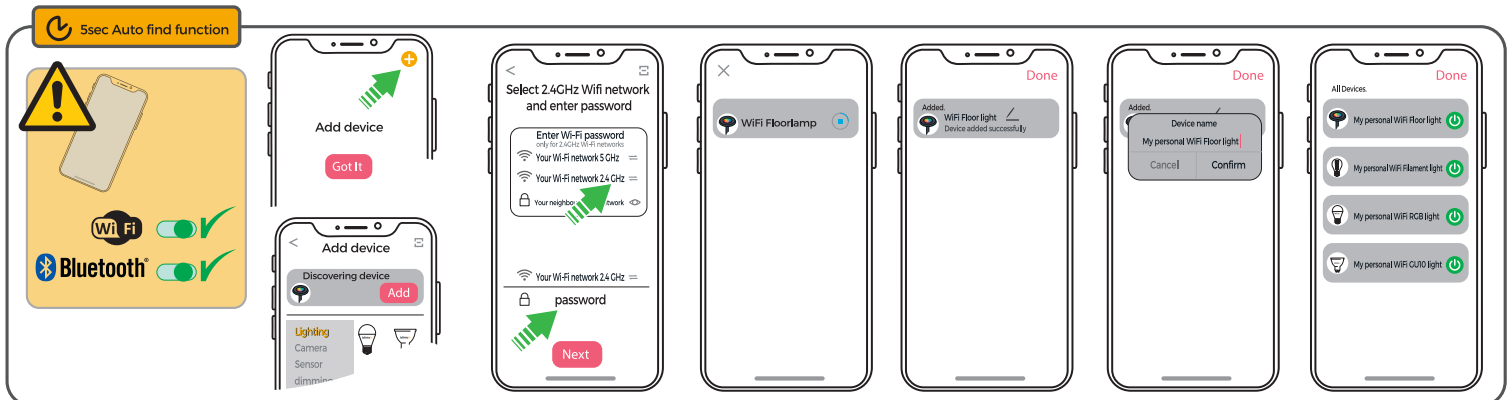 5sec Auto find function
Wi Fi
Bluetooth®
Add device
Got It
Add device
Discovering device
Add
Lighting
Camera
Sensor
dimming
Select 2.4GHz Wifi network
and enter password
Enter Wi-Fi password
only for 2.4GHz Wi-Fi networks
Your Wi-Fi network 5 GHz
Your Wi-Fi network 2.4 GHz
Your neighbou twork
Your Wi-Fi network 2.4 GHz
password
Next
WiFi Floorlamp
Done
Added.
WiFi Floor light
Device added successfully
Done
Added.
Device name
My personal WiFi Floor light
Cancel Confirm
Done
All Devices.
My personal WiFi Floor light
My personal WiFi Filament light
My personal WiFi RGB light
My personal WiFi GU10 light